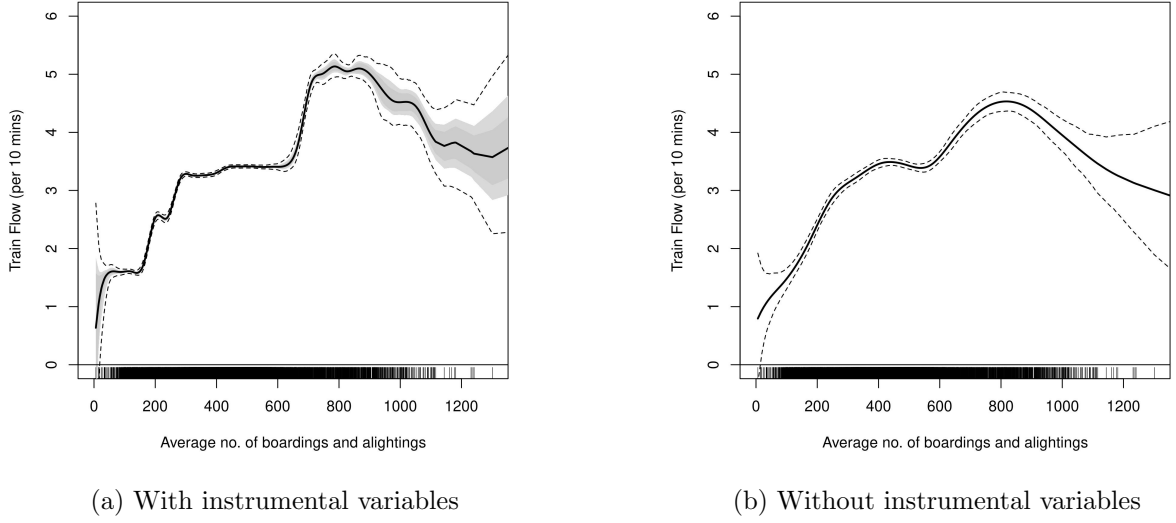 6
5
4
3
2
1
0
Train Flow (per 10 mins)
0 200 400 600 800 1000 1200
Average no. of boardings and alightings
(a) With instrumental variables
6
5
4
3
2
1
0
Train Flow (per 10 mins)
0 200 400 600 800 1000 1200
Average no. of boardings and alightings
(b) Without instrumental variables